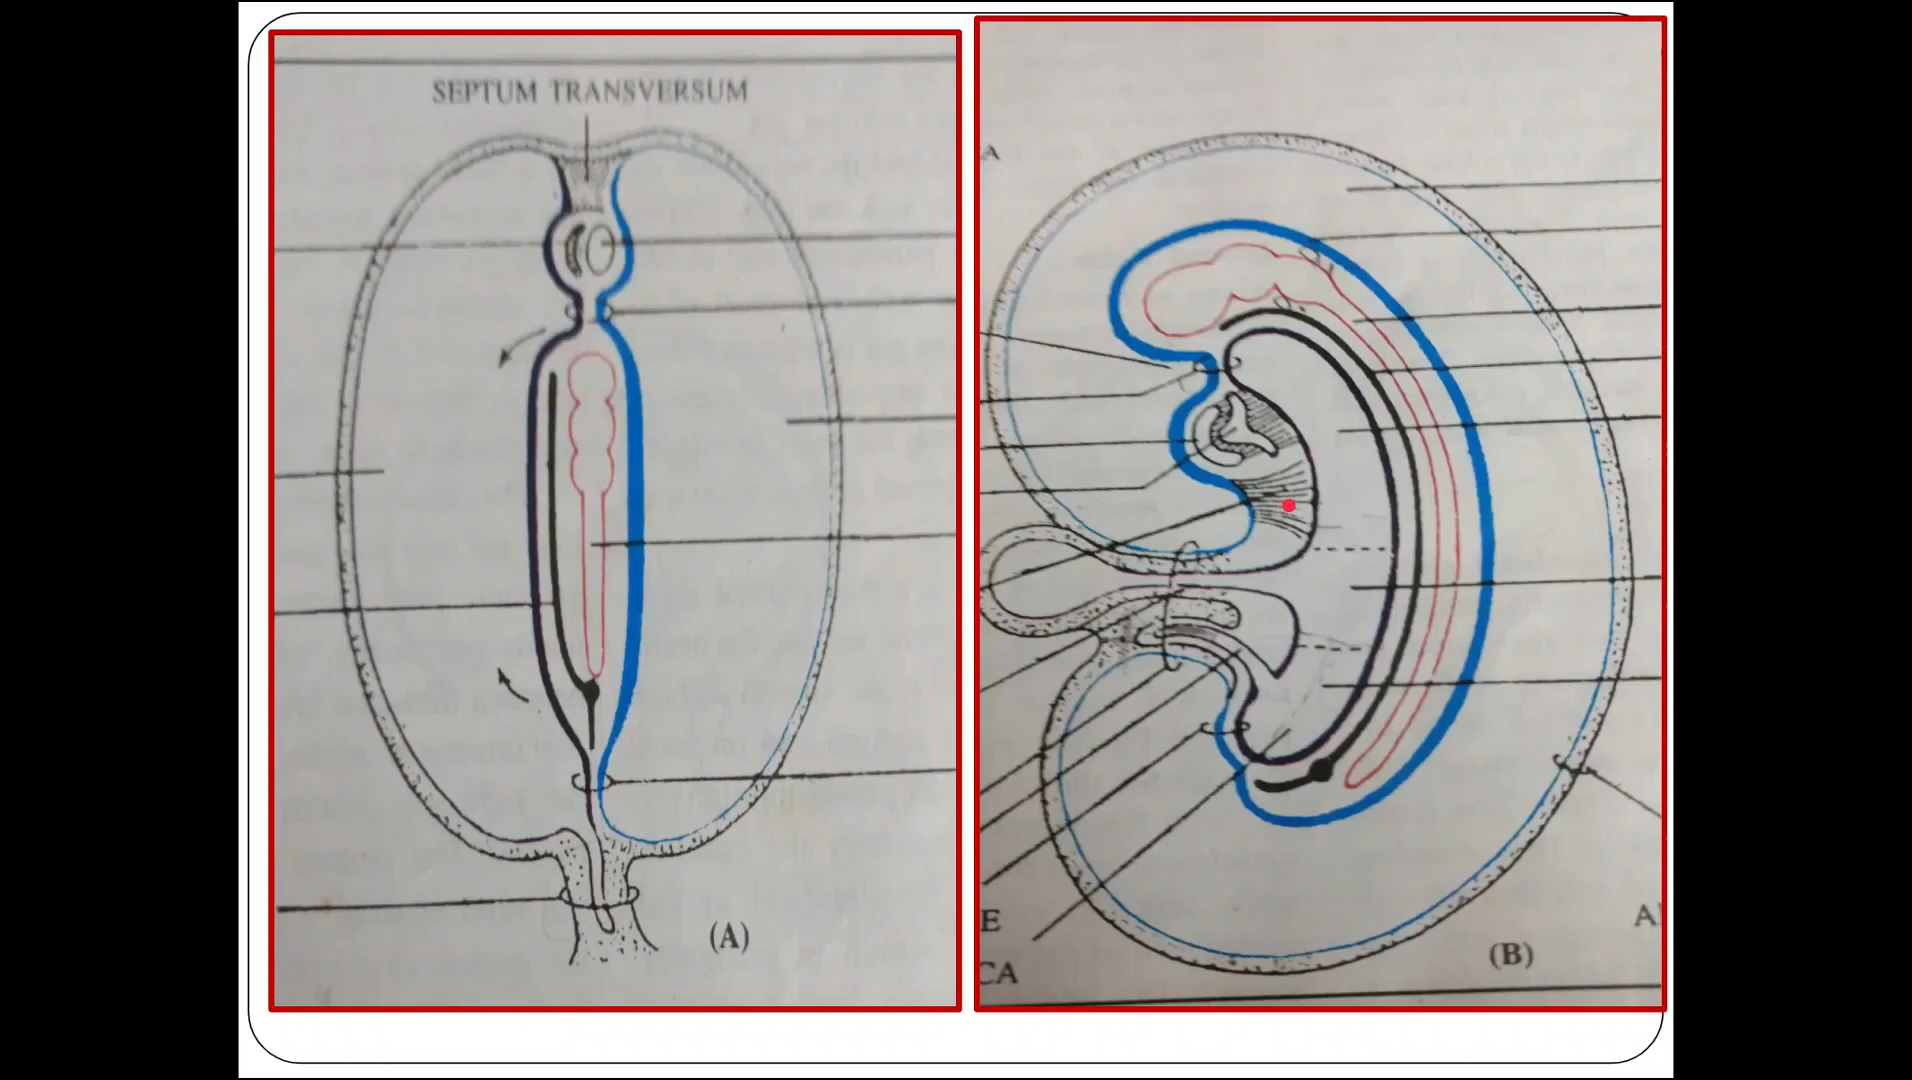 SEPTUM TRANSVERSUM
(A)
A
E
CA
(B)
A